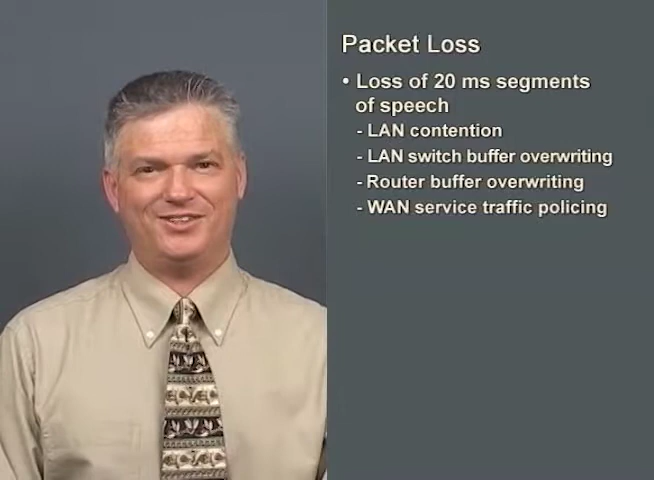 Packet Loss
• Loss of 20 ms segments
of speech
- LAN contention
- LAN switch buffer overwriting
- Router buffer overwriting
- WAN service traffic policing